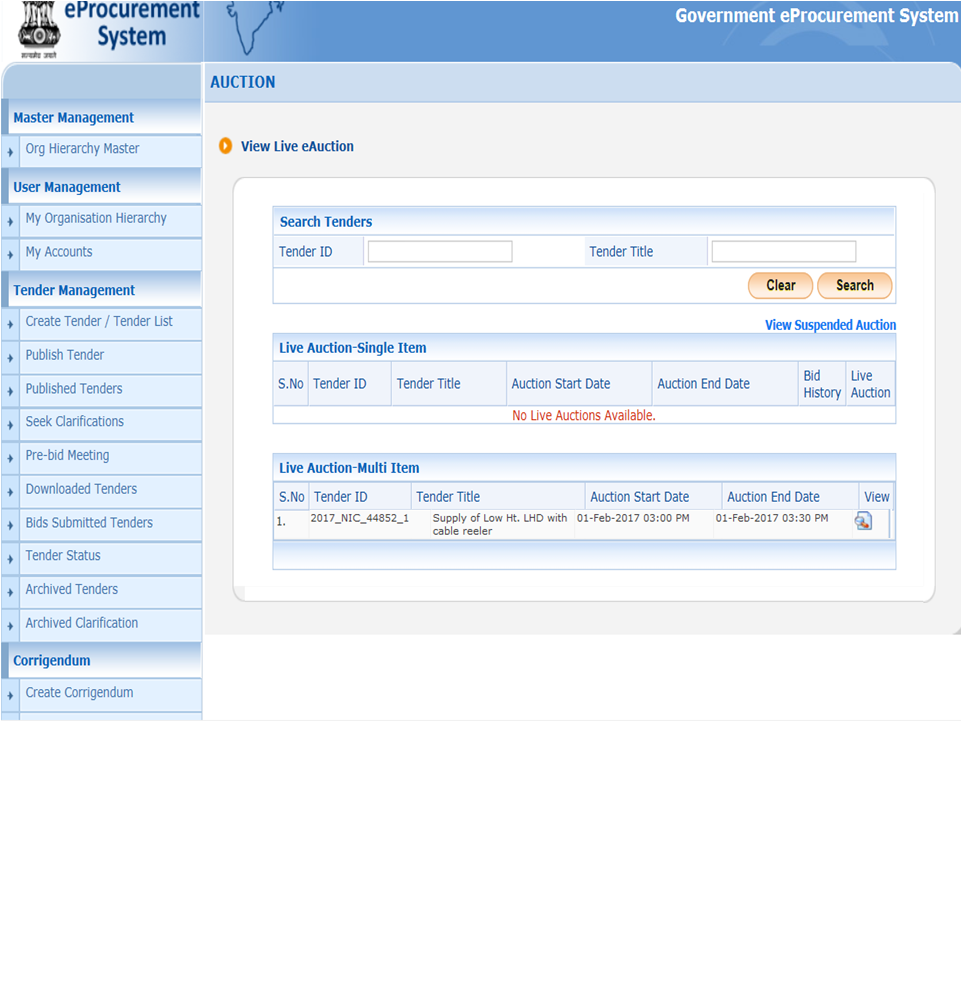 eProcurement
System
सत्यमेव जयते
Government eProcurement System
AUCTION
Master Management
Org Hierarchy Master
User Management
My Organisation Hierarchy
My Accounts
Tender Management
Create Tender / Tender List
Publish Tender
Published Tenders
Seek Clarifications
Pre-bid Meeting
Downloaded Tenders
Bids Submitted Tenders
Tender Status
Archived Tenders
Archived Clarification
Corrigendum
Create Corrigendum
View Live eAuction
Search Tenders
Tender ID Tender Title
Clear Search
View Suspended Auction
Live Auction-Single Item
S.No Tender ID Tender Title Auction Start Date Auction End Date Bid History Live Auction
No Live Auctions Available.
Live Auction-Multi Item
S.No Tender ID Tender Title Auction Start Date Auction End Date View
1. 2017_NIC_44852_1 Supply of Low Ht. LHD with 01-Feb-2017 03:00 PM 01-Feb-2017 03:30 PM
cable reeler